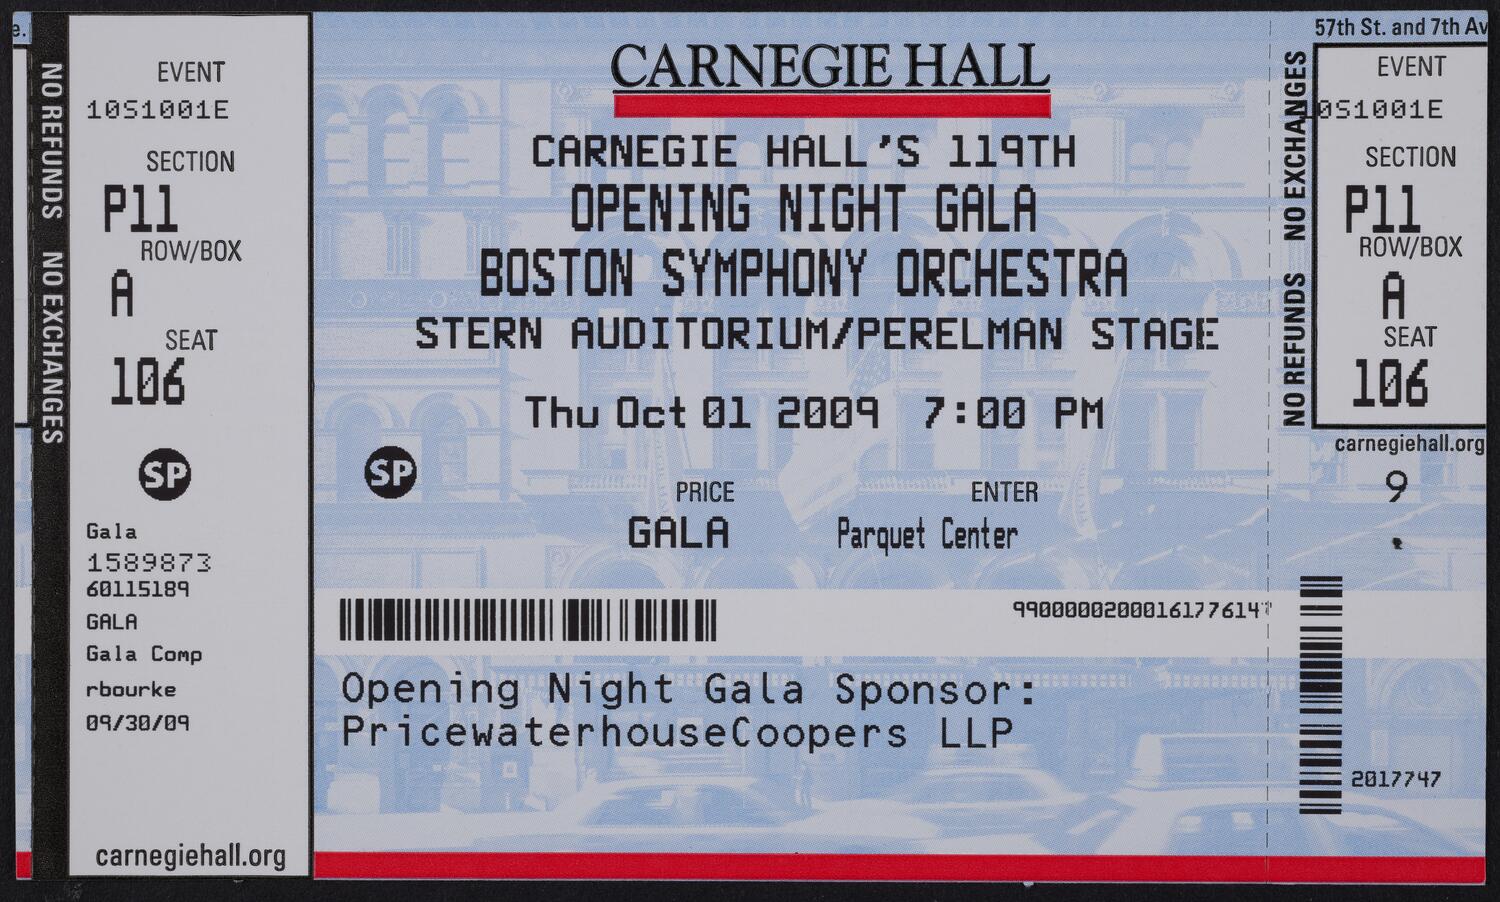 e.
NO REFUNDS NO EXCHANGES
EVENT
10S1001E
SECTION
P11
ROW/BOX
A
SEAT
106
SP
Gala
1589873
60115189
GALA
Gala Comp
rbourke
09/30/09
carnegiehall.org
CARNEGIE HALL
CARNEGIE HALL'S 119TH
OPENING NIGHT GALA
BOSTON SYMPHONY ORCHESTRA
STERN AUDITORIUM/PERELMAN STAGE
Thu Oct 01 2009 7:00 PM
SP
PRICE
GALA
ENTER
Parquet Center
Opening Night Gala Sponsor:
PricewaterhouseCoopers LLP
57th St. and 7th Av
NO REFUNDS NO EXCHANGES
EVENT
10S1001E
SECTION
P11
ROW/BOX
A
SEAT
106
carnegiehall.org
9
2017747